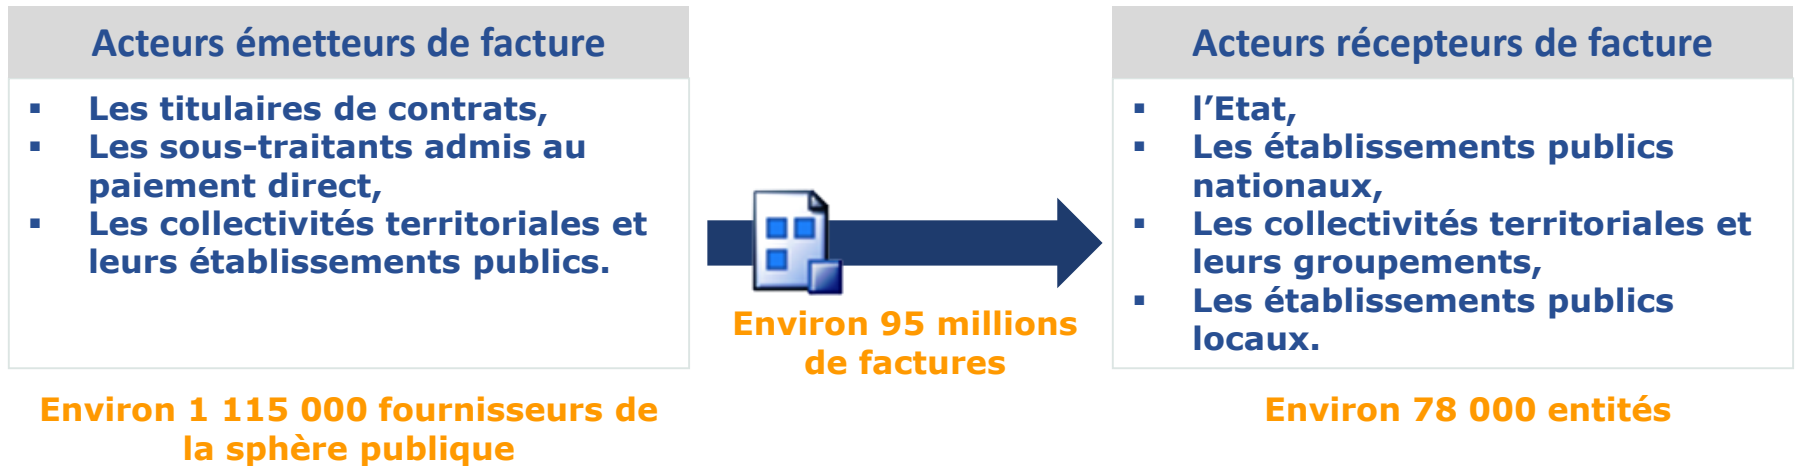 Acteurs émetteurs de facture
▪ Les titulaires de contrats,
▪ Les sous-traitants admis au
paiement direct,
▪ Les collectivités territoriales et
leurs établissements publics.
Environ 1 115 000 fournisseurs de
la sphère publique
Environ 95 millions
de factures
Acteurs récepteurs de facture
▪ l’Etat,
▪ Les établissements publics
nationaux,
▪ Les collectivités territoriales et
leurs groupements,
▪ Les établissements publics
locaux.
Environ 78 000 entités